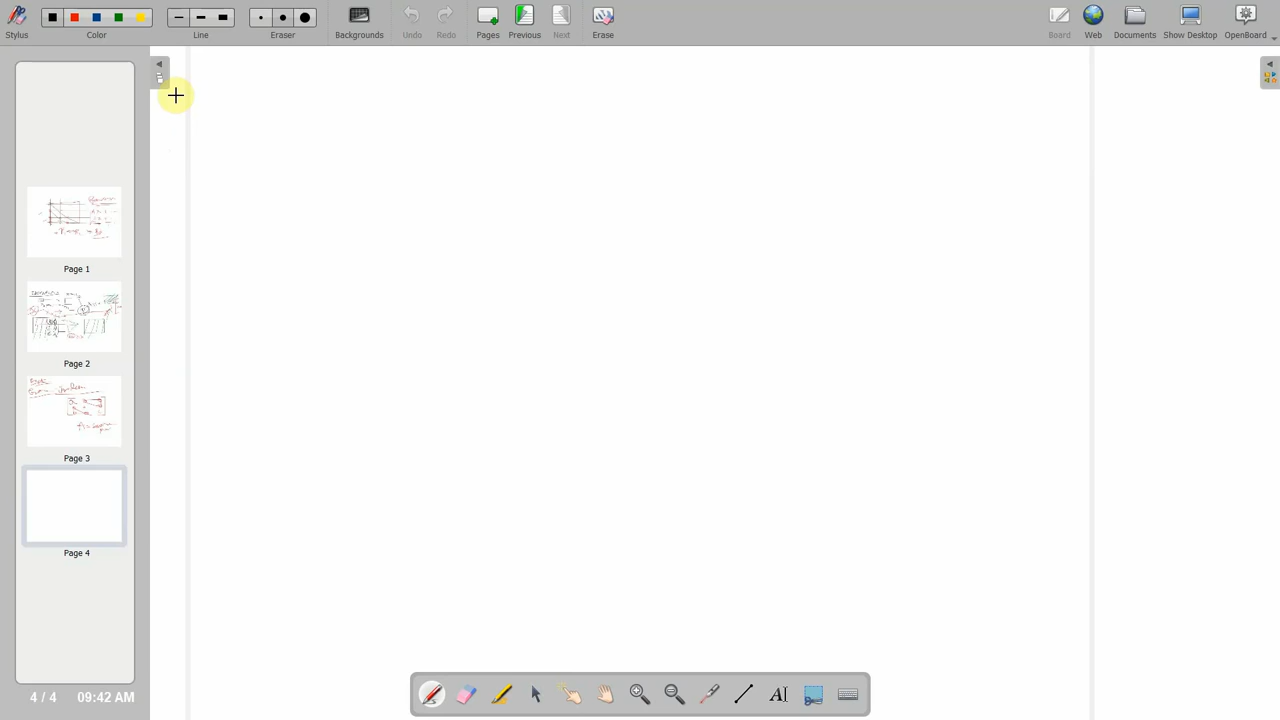 Stylus Color Line Eraser Backgrounds Undo Redo Pages Previous Next Erase Board Web Documents Show Desktop OpenBoard
Page 1
Page 2
Page 3
Page 4
4 / 4 09:42 AM
AI